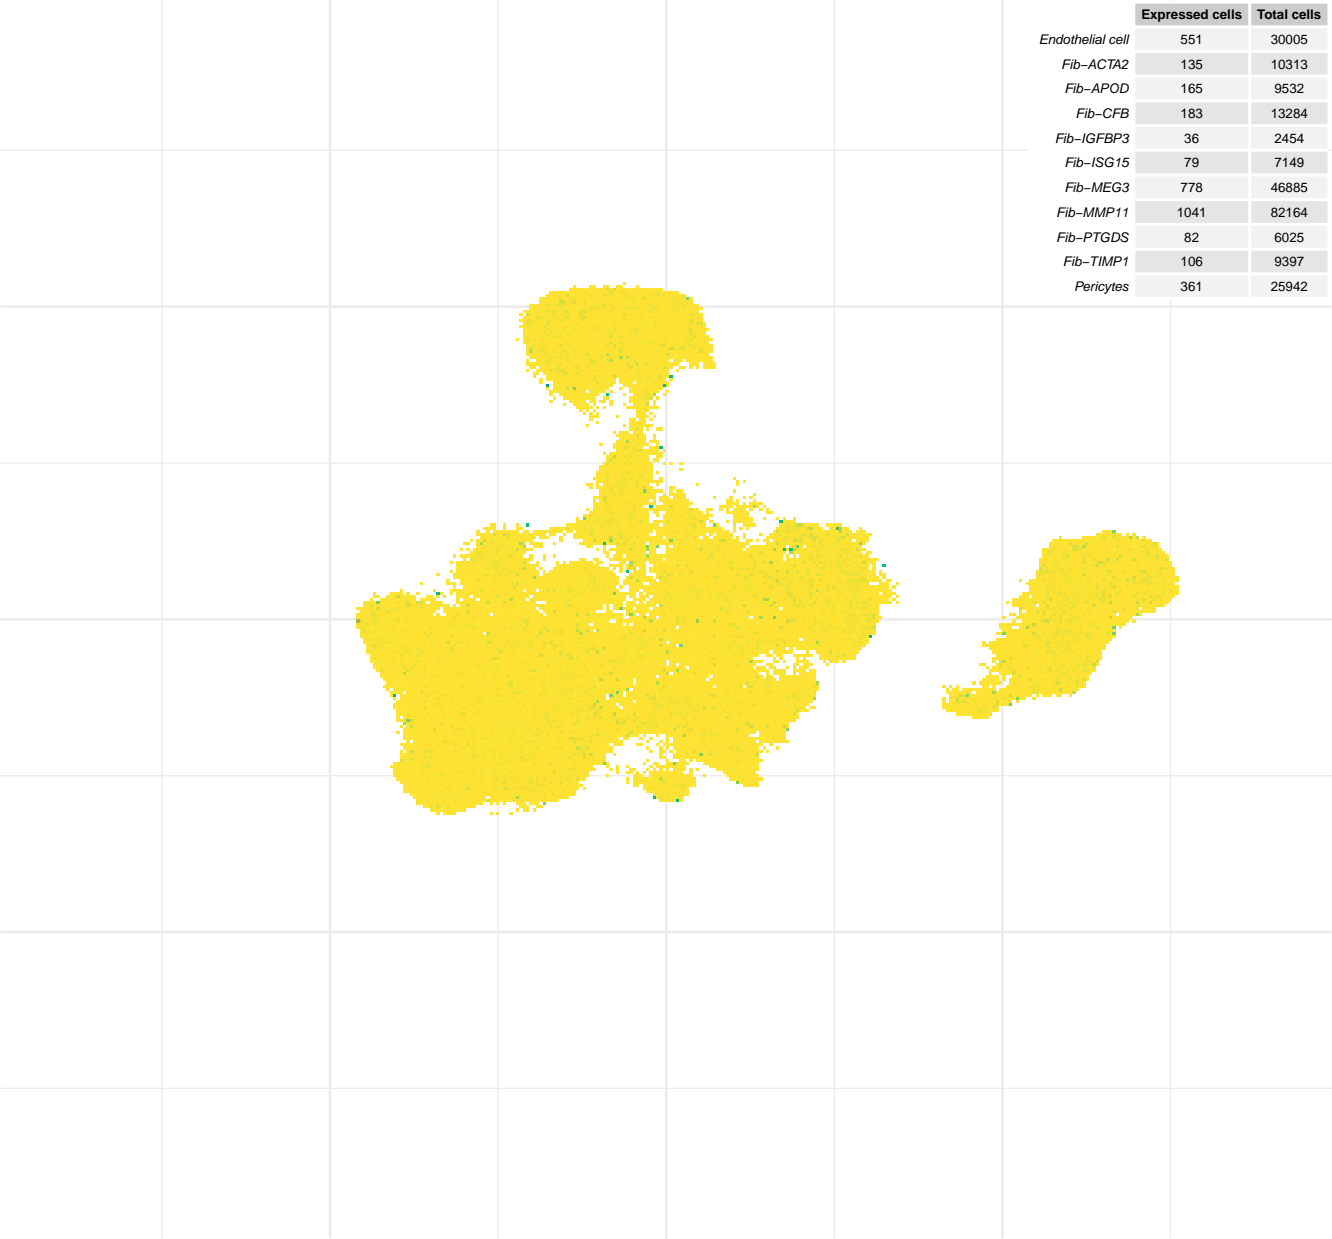 Expressed cells Total cells
Endothelial cell 551 30005
Fib−ACTA2 135 10313
Fib−APOD 165 9532
Fib−CFB 183 13284
Fib−IGFBP3 36 2454
Fib−ISG15 79 7149
Fib−MEG3 778 46885
Fib−MMP11 1041 82164
Fib−PTGDS 82 6025
Fib−TIMP1 106 9397
Pericytes 361 25942